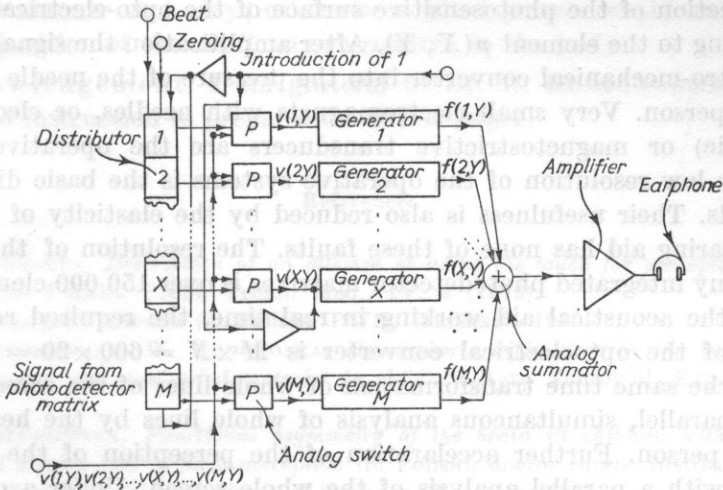 Beat
Zeroing
Introduction of 1
Distributor
1
P
v(1,Y)
Generator
1
f(1,Y)
2
P
v(2,Y)
Generator
2
f(2,Y)
Amplifier
Earphone
X
P
v(X,Y)
Generator
X
f(X,Y)
Analog
summator
Signal from
photodetector
matrix
M
P
v(M,Y)
Generator
M
f(M,Y)
Analog switch
v(1,Y),v(2,Y)...,v(X,Y)...,v(M,Y)